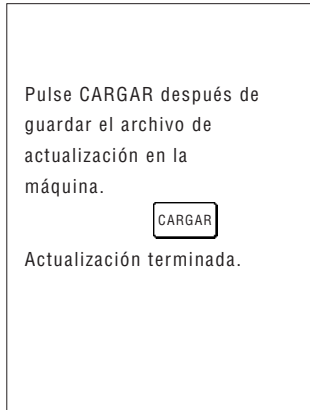 Pulse CARGAR después de
guardar el archivo de
actualización en la
máquina.
CARGAR
Actualización terminada.